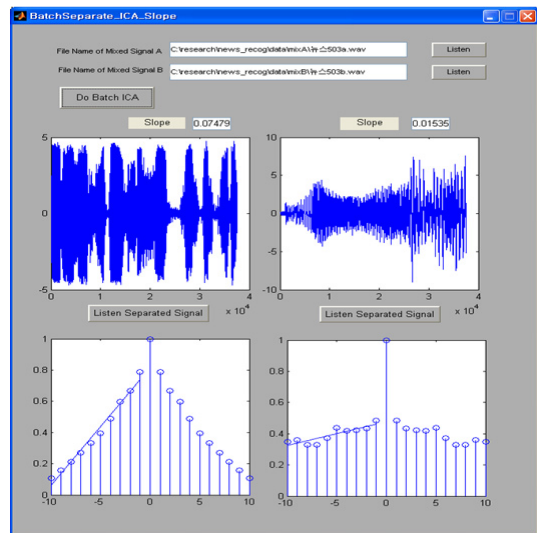 BatchSeparate_ICA_Slope
File Name of Mixed Signal A C:\research\news_recog\data\mixA\뉴스503a.wav Listen
File Name of Mixed Signal B C:\research\news_recog\data\mixB\뉴스503b.wav Listen
Do Batch ICA
Slope 0.07479 Slope 0.01535
5 10
5
0 0
-5
-5 -10
0 1 2 3 4 0 1 2 3 4
Listen Separated Signal x 10^4 Listen Separated Signal x 10^4
1 1
0.8 0.8
0.6 0.6
0.4 0.4
0.2 0.2
0 0
-10 -5 0 5 10 -10 -5 0 5 10